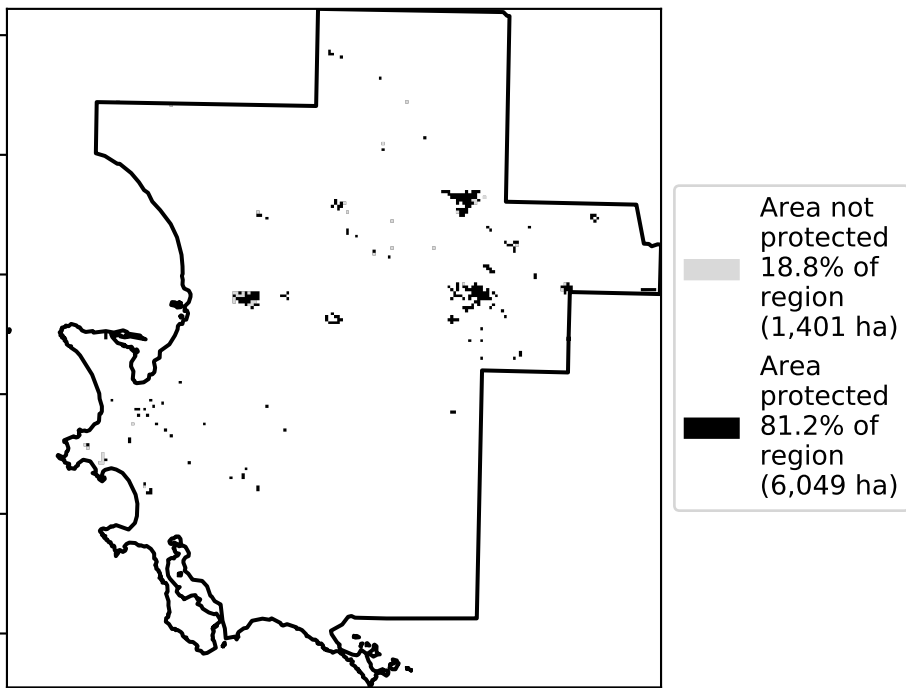 Area not
protected
18.8% of
region
(1,401 ha)
Area
protected
81.2% of
region
(6,049 ha)